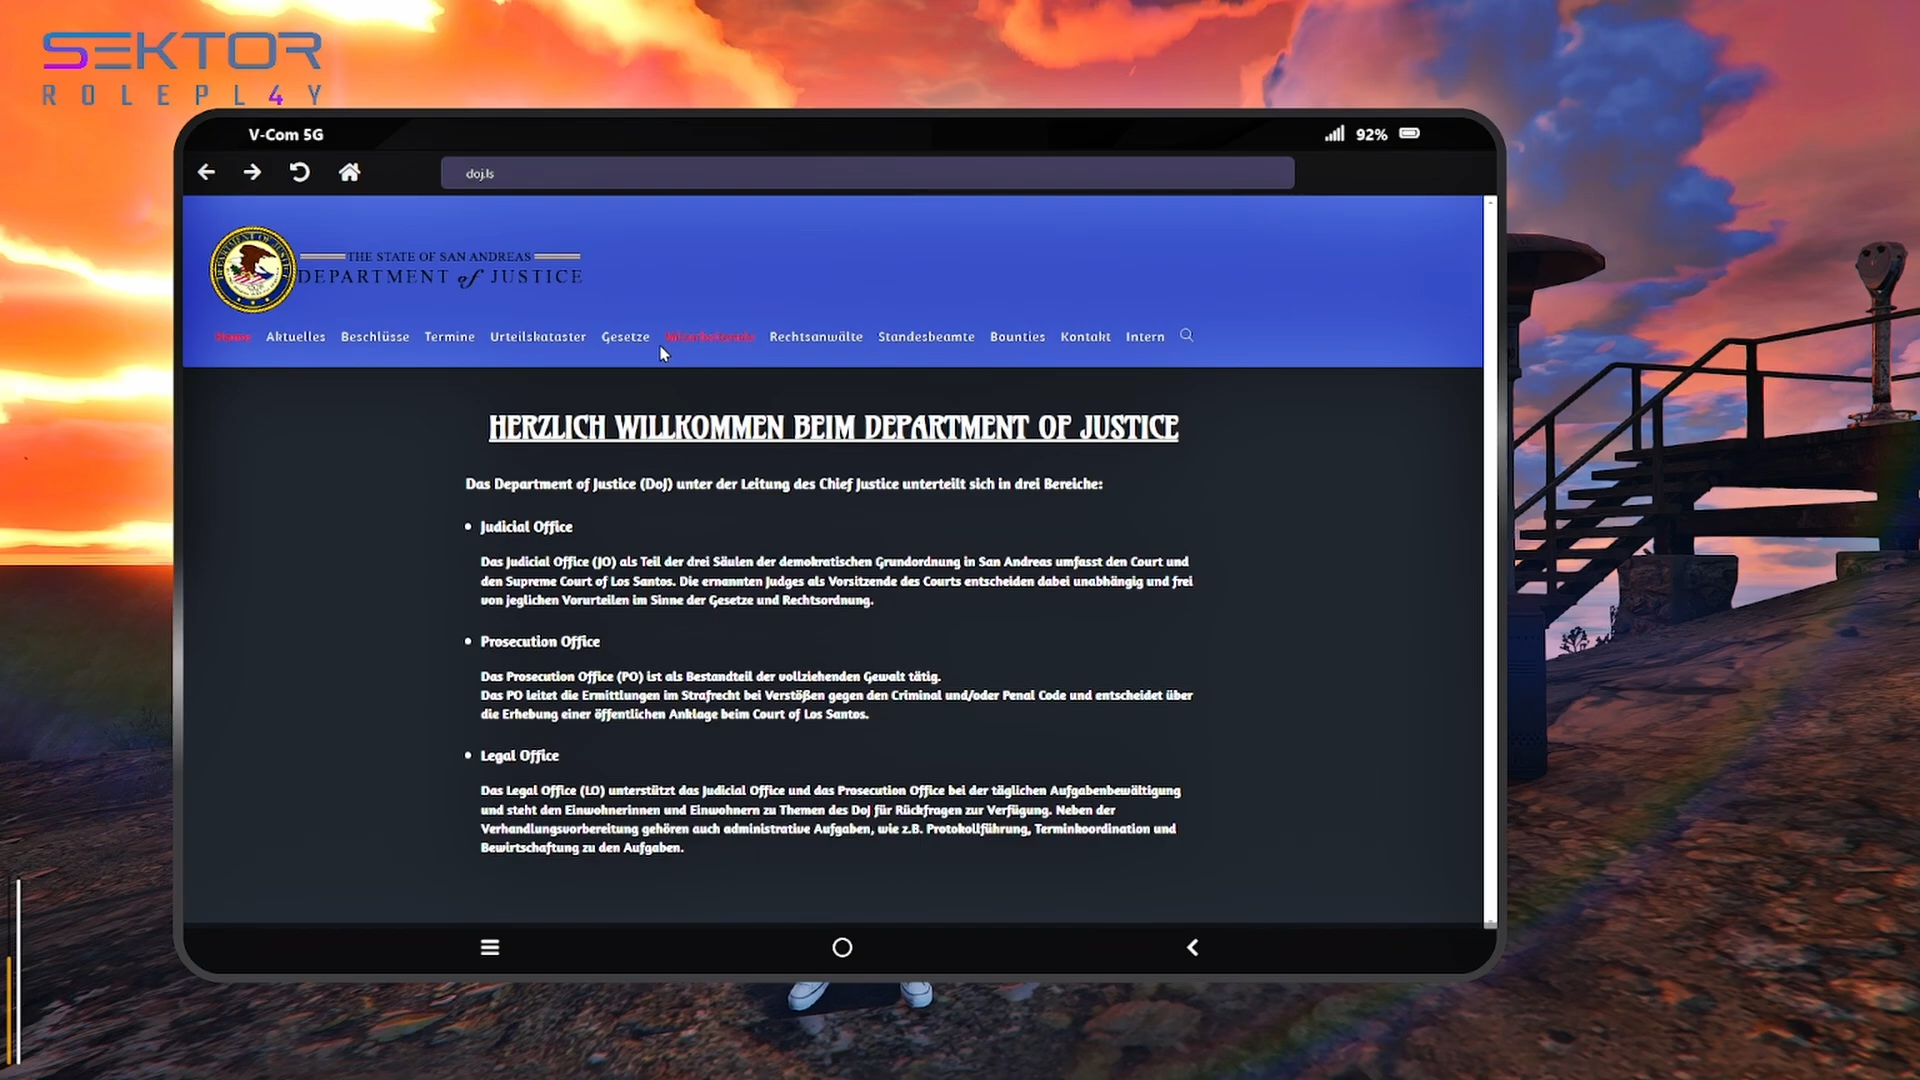 SEKTOR
ROLEPL4Y
V-Com 5G
92%
doj.ls
THE STATE OF SAN ANDREAS
DEPARTMENT of JUSTICE
Home Aktuelles Beschlüsse Termine Urteilskataster Gesetze Rechtsanwälte Standesbeamte Bounties Kontakt Intern
HERZLICH WILLKOMMEN BEIM DEPARTMENT OF JUSTICE
Das Department of Justice (DoJ) unter der Leitung des Chief Justice unterteilt sich in drei Bereiche:
• Judicial Office
Das Judicial Office (JO) als Teil der drei Säulen der demokratischen Grundordnung in San Andreas umfasst den Court und
den Supreme Court of Los Santos. Die ernannten Judges als Vorsitzende des Courts entscheiden dabei unabhängig und frei
von jeglichen Vorurteilen im Sinne der Gesetze und Rechtsordnung.
• Prosecution Office
Das Prosecution Office (PO) ist als Bestandteil der vollziehenden Gewalt tätig.
Das PO leitet die Ermittlungen im Strafrecht bei Verstößen gegen den Criminal und/oder Penal Code und entscheidet über
die Erhebung einer öffentlichen Anklage beim Court of Los Santos.
• Legal Office
Das Legal Office (LO) unterstützt das Judicial Office und das Prosecution Office bei der täglichen Aufgabenbewältigung
und steht den Einwohnerinnen und Einwohnern zu Themen des DoJ für Rückfragen zur Verfügung. Neben der
Verhandlungsvorbereitung gehören auch administrative Aufgaben, wie z.B. Protokollführung, Terminkoordination und
Bewirtschaftung zu den Aufgaben.